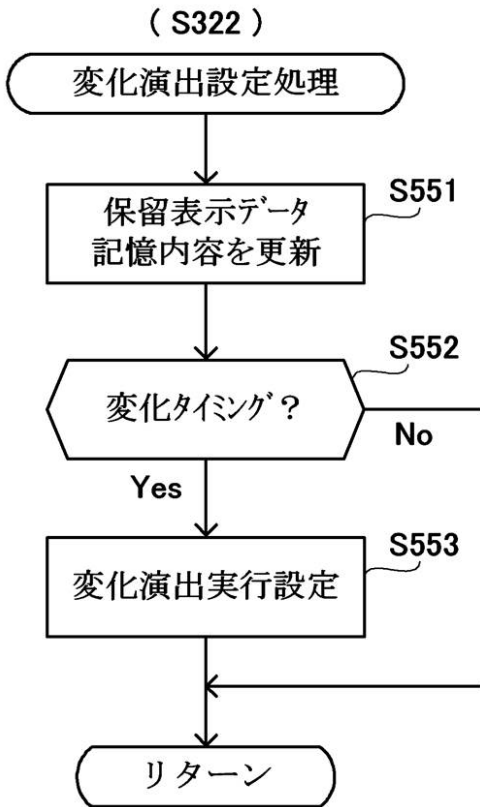 ( S322 )
変化演出設定処理
S551
保留表示データ
記憶内容を更新
S552
変化タイミング？
No
Yes
S553
変化演出実行設定
リターン